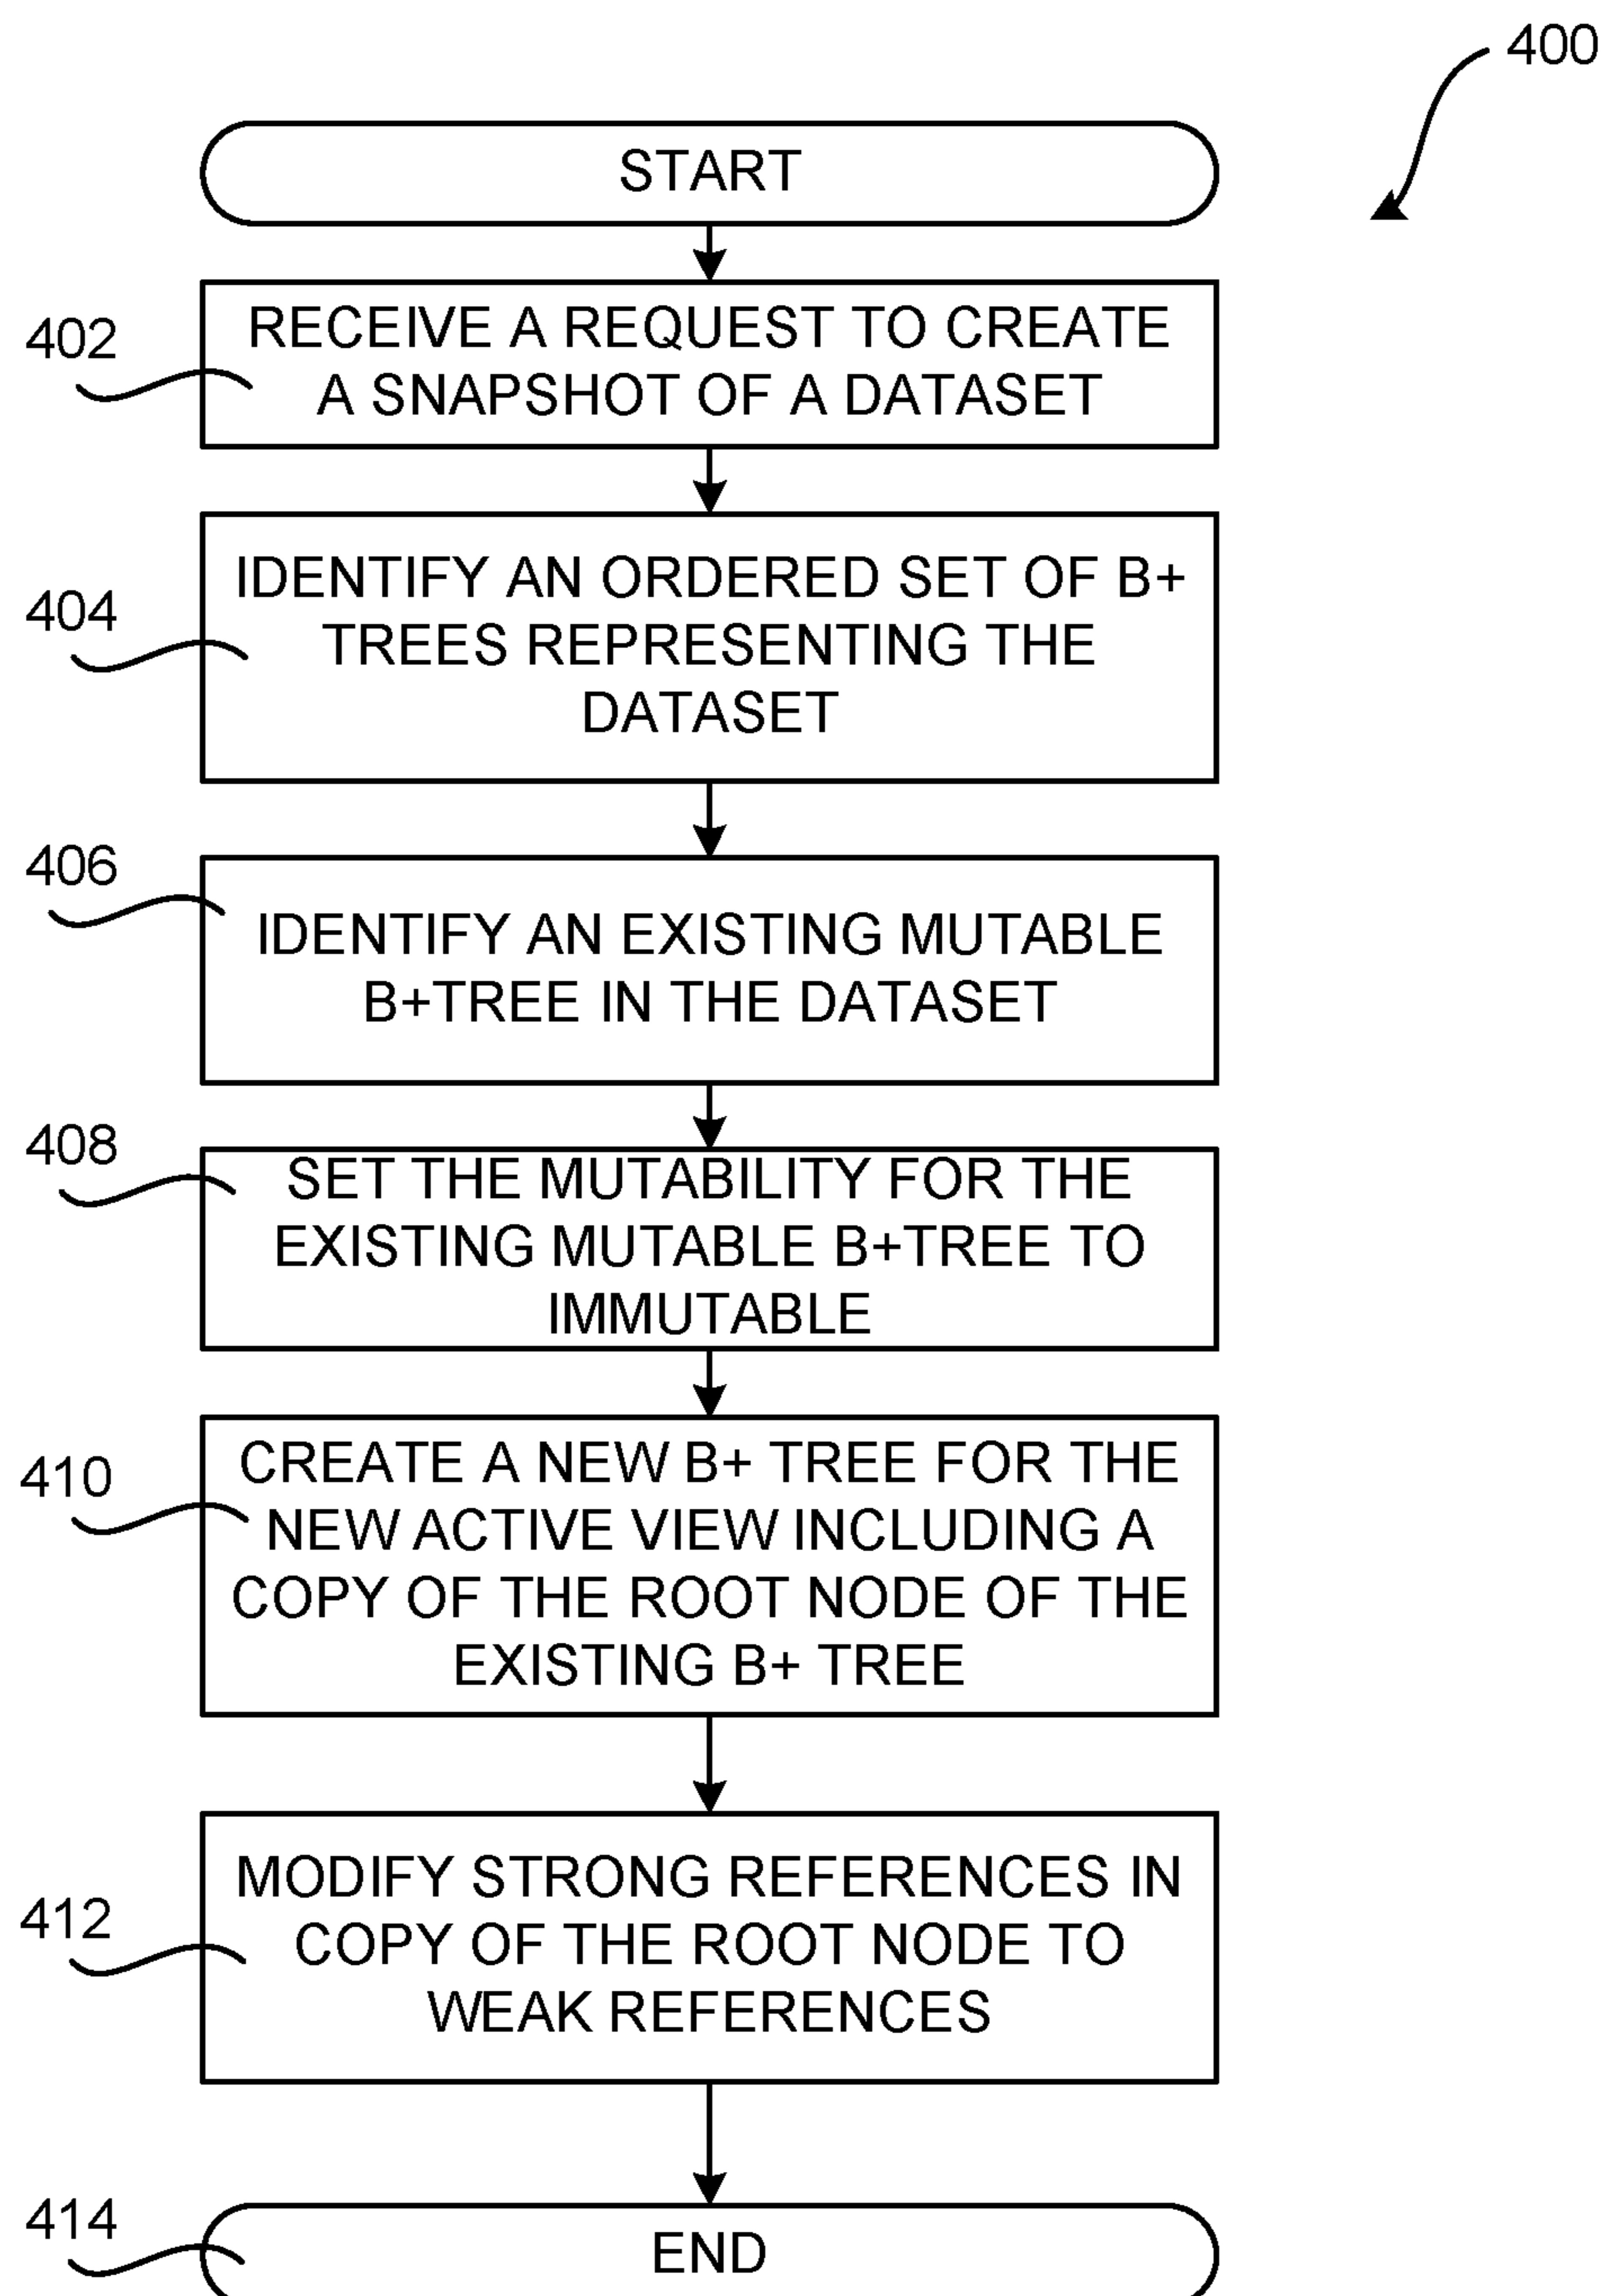 400
START
402
RECEIVE A REQUEST TO CREATE
A SNAPSHOT OF A DATASET
404
IDENTIFY AN ORDERED SET OF B+
TREES REPRESENTING THE
DATASET
406
IDENTIFY AN EXISTING MUTABLE
B+TREE IN THE DATASET
408
SET THE MUTABILITY FOR THE
EXISTING MUTABLE B+TREE TO
IMMUTABLE
410
CREATE A NEW B+ TREE FOR THE
NEW ACTIVE VIEW INCLUDING A
COPY OF THE ROOT NODE OF THE
EXISTING B+ TREE
412
MODIFY STRONG REFERENCES IN
COPY OF THE ROOT NODE TO
WEAK REFERENCES
414
END